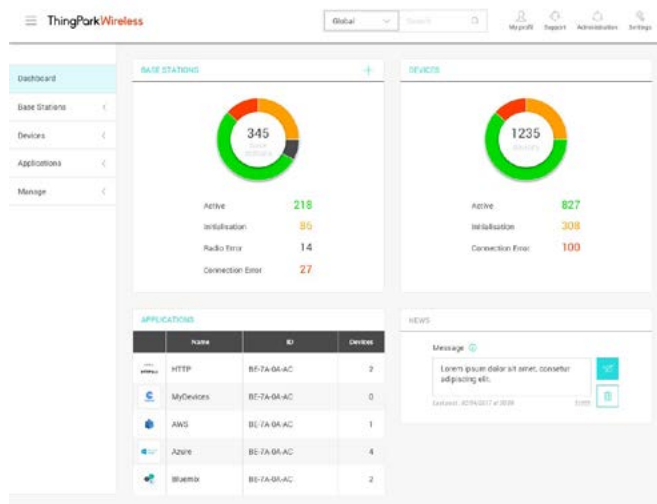 ThingParkWireless
Global
Search
My profil
Support
Administration
Settings
Dashboard
Base Stations
Devices
Applications
Manage
BASE STATIONS
345
Active 218
Initialisation 86
Radio Error 14
Connection Error 27
DEVICES
1235
Active 827
Initialisation 308
Connection Error 100
APPLICATIONS
Name ID Devices
HTTP BE-7A-0A-AC 2
MyDevices BE-7A-0A-AC 0
AWS BE-7A-0A-AC 1
Azure BE-7A-0A-AC 4
Bluemix BE-7A-0A-AC 2
NEWS
Message
Lorem ipsum dolor sit amet, consetur
adipiscing elit.